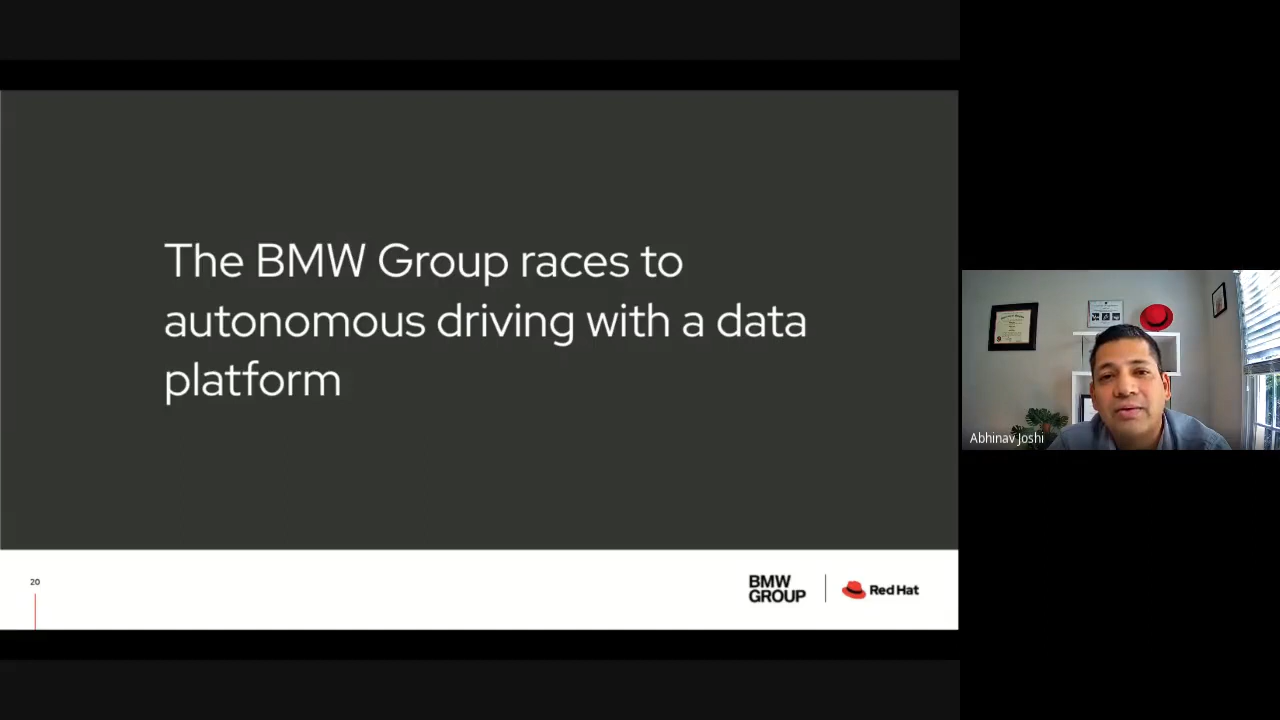 The BMW Group races to
autonomous driving with a data
platform
Abhinav Joshi
20
BMW
GROUP
Red Hat